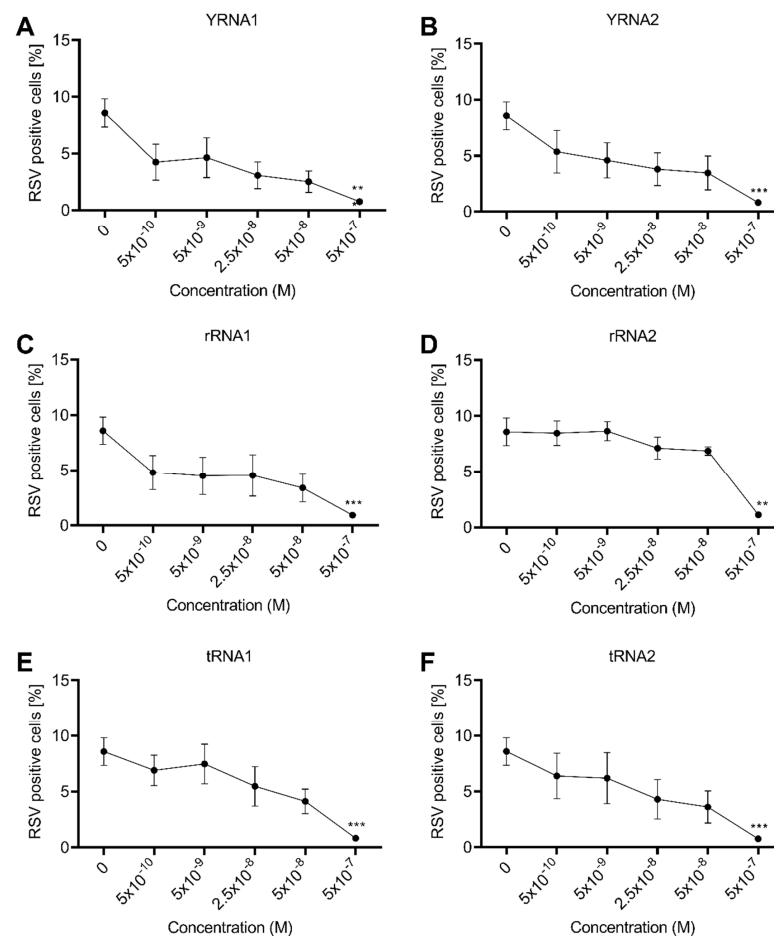 A
YRNA1
RSV positive cells [%]
15
10
5
0
**
*
0
5x10⁻¹⁰
5x10⁻⁹
2.5x10⁻⁸
5x10⁻⁸
5x10⁻⁷
Concentration (M)
B
YRNA2
RSV positive cells [%]
15
10
5
0
***
0
5x10⁻¹⁰
5x10⁻⁹
2.5x10⁻⁸
5x10⁻⁸
5x10⁻⁷
Concentration (M)
C
rRNA1
RSV positive cells [%]
15
10
5
0
***
0
5x10⁻¹⁰
5x10⁻⁹
2.5x10⁻⁸
5x10⁻⁸
5x10⁻⁷
Concentration (M)
D
rRNA2
RSV positive cells [%]
15
10
5
0
**
0
5x10⁻¹⁰
5x10⁻⁹
2.5x10⁻⁸
5x10⁻⁸
5x10⁻⁷
Concentration (M)
E
tRNA1
RSV positive cells [%]
15
10
5
0
***
0
5x10⁻¹⁰
5x10⁻⁹
2.5x10⁻⁸
5x10⁻⁸
5x10⁻⁷
Concentration (M)
F
tRNA2
RSV positive cells [%]
15
10
5
0
***
0
5x10⁻¹⁰
5x10⁻⁹
2.5x10⁻⁸
5x10⁻⁸
5x10⁻⁷
Concentration (M)